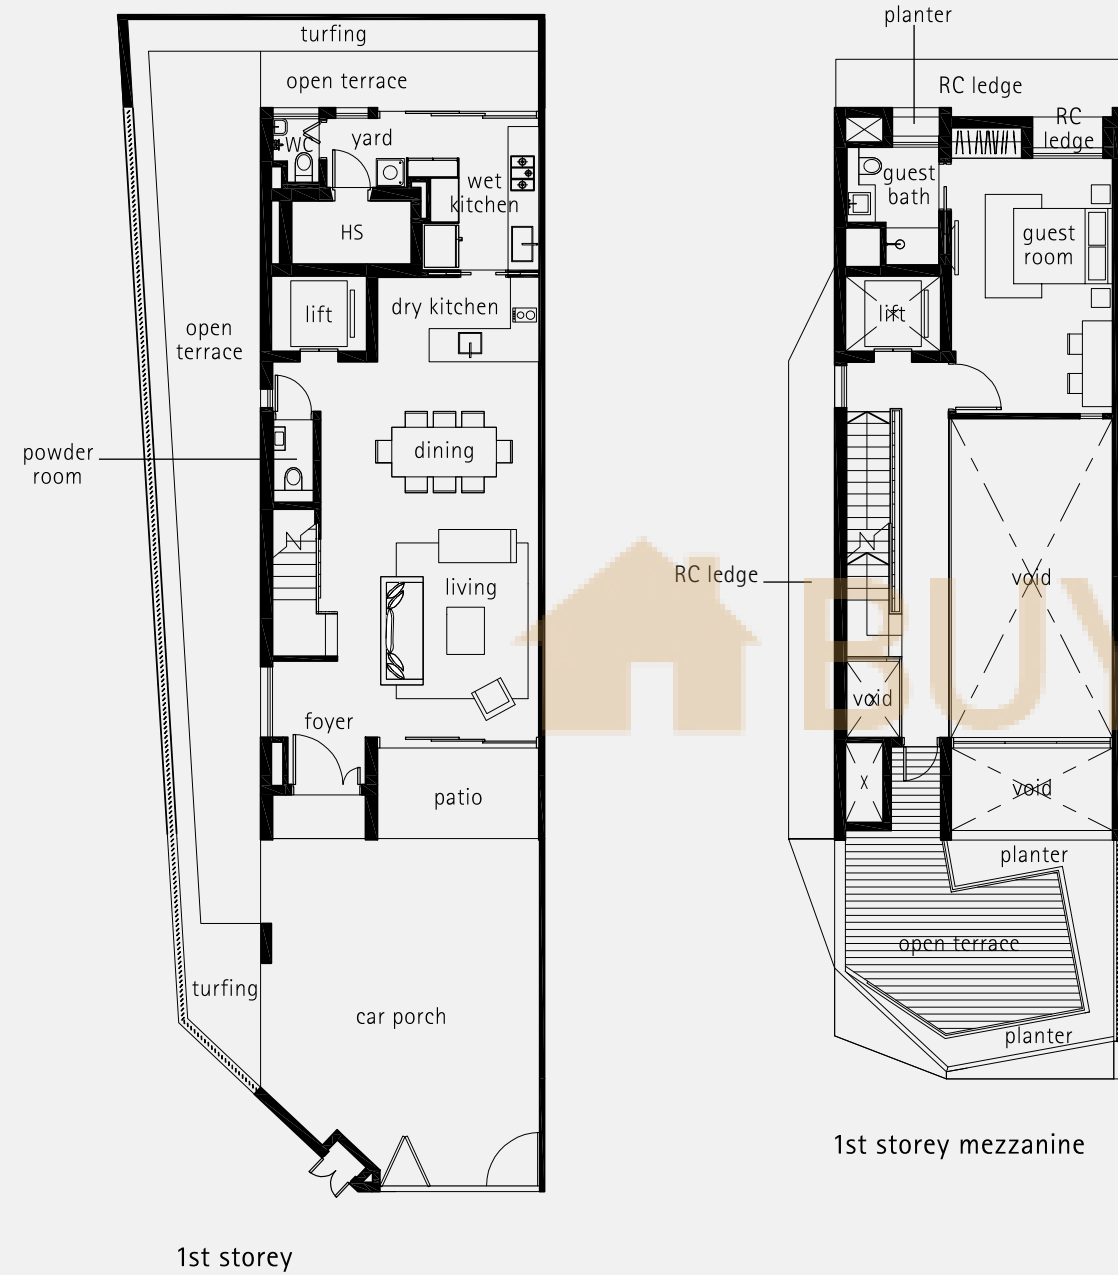 turfing
open terrace
WC
yard
wet
kitchen
HS
lift
dry kitchen
open
terrace
powder
room
dining
living
foyer
patio
turfing
car porch
1st storey
planter
RC ledge
RC
ledge
guest
bath
guest
room
lift
RC ledge
void
void
void
planter
open terrace
planter
1st storey mezzanine
BUY